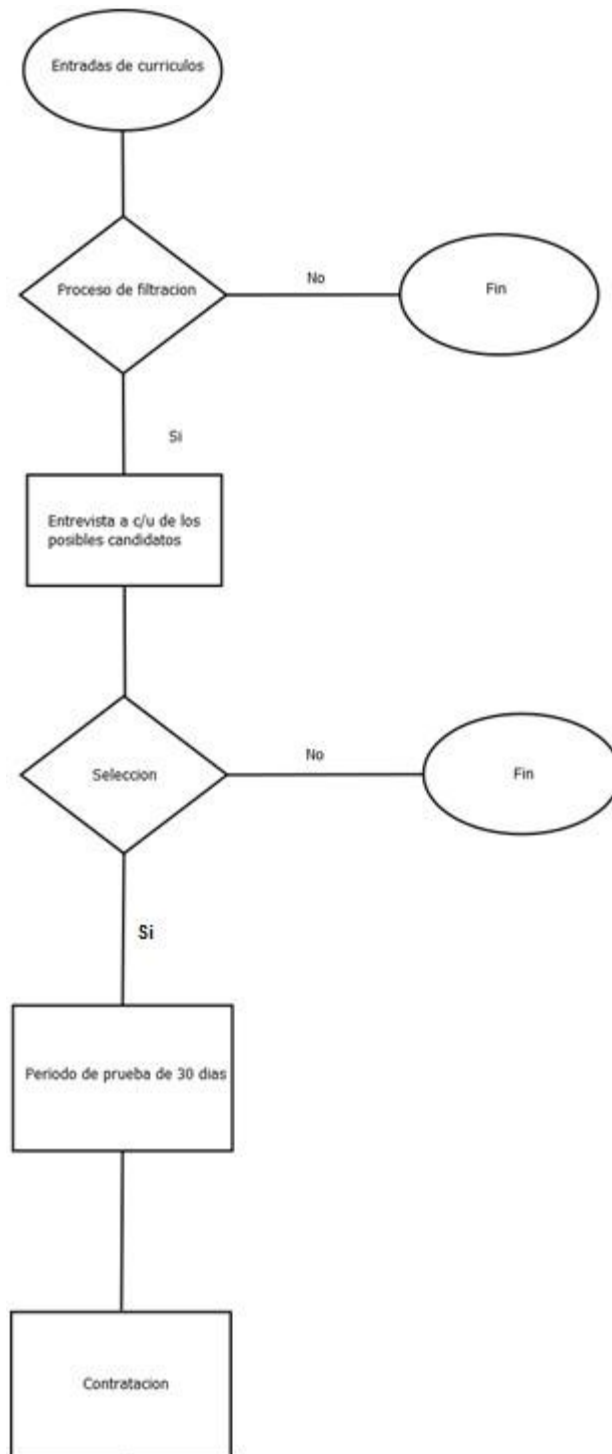 Entradas de curriculos
Proceso de filtracion
No
Fin
Si
Entrevista a c/u de los
posibles candidatos
Seleccion
No
Fin
Si
Periodo de prueba de 30 dias
Contratacion